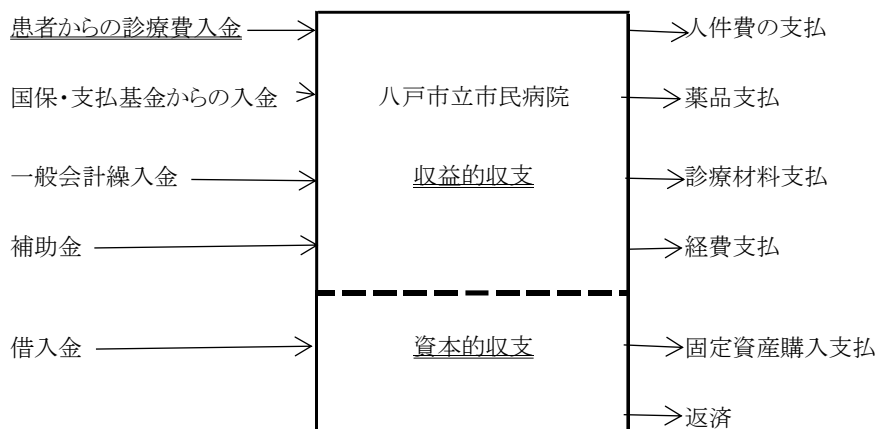 患者からの診療費入金
人件費の支払
国保・支払基金からの入金
八戸市立市民病院
薬品支払
一般会計繰入金
収益的収支
診療材料支払
補助金
経費支払
借入金
資本的収支
固定資産購入支払
返済